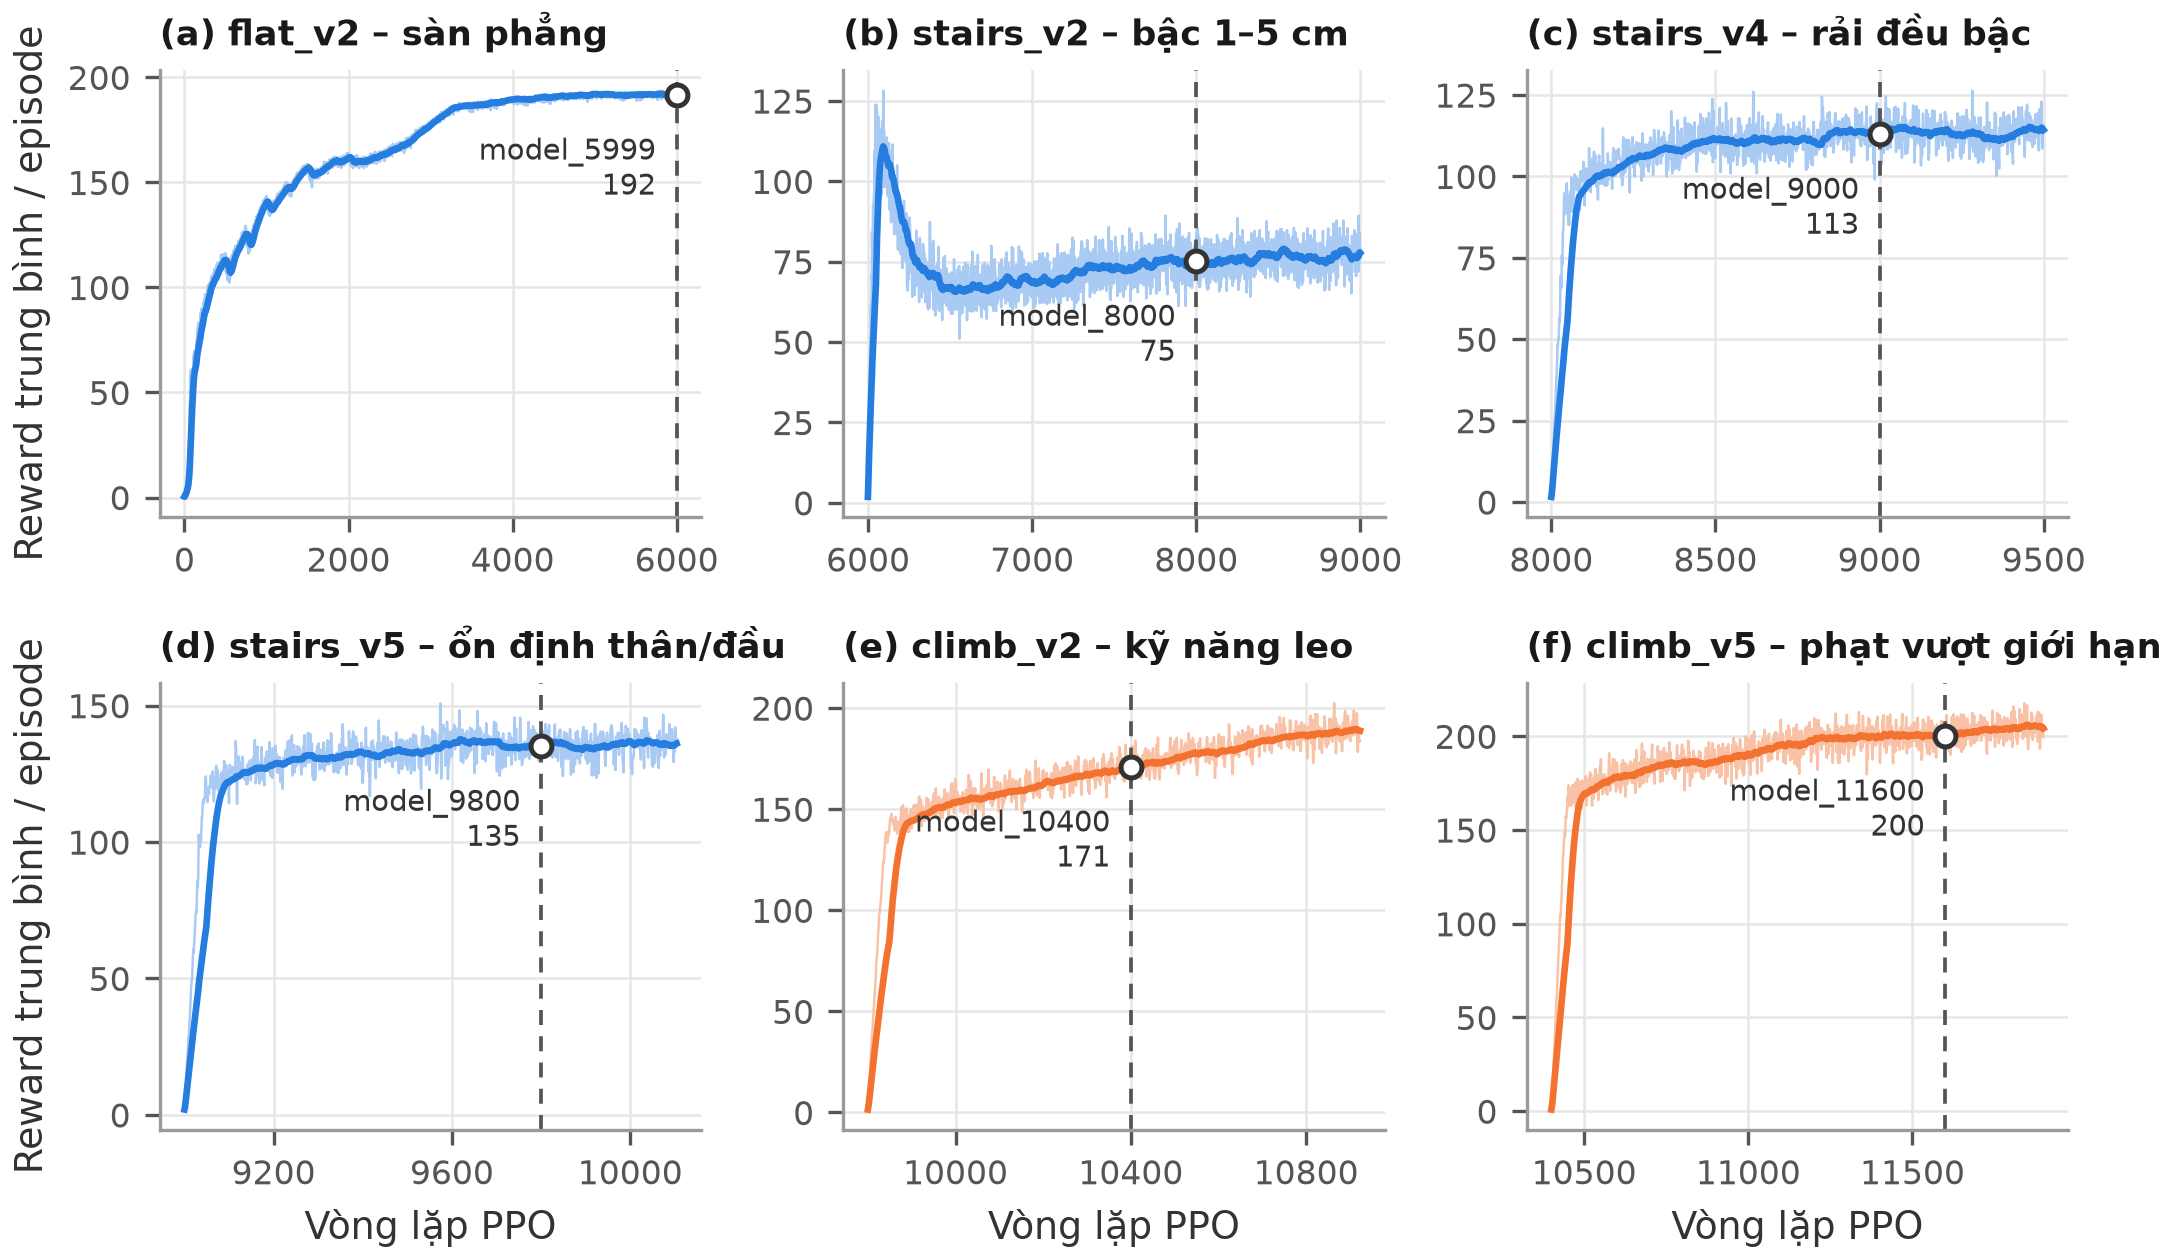 (a) flat_v2 – sàn phẳng
Reward trung bình / episode
200
150
100
50
0
model_5999
192
0 2000 4000 6000
(b) stairs_v2 – bậc 1–5 cm
125
100
75
50
25
0
model_8000
75
6000 7000 8000 9000
(c) stairs_v4 – rải đều bậc
125
100
75
50
25
0
model_9000
113
8000 8500 9000 9500
(d) stairs_v5 – ổn định thân/đầu
Reward trung bình / episode
150
100
50
0
model_9800
135
9200 9600 10000
Vòng lặp PPO
(e) climb_v2 – kỹ năng leo
200
150
100
50
0
model_10400
171
10000 10400 10800
Vòng lặp PPO
(f) climb_v5 – phạt vượt giới hạn
200
150
100
50
0
model_11600
200
10500 11000 11500
Vòng lặp PPO